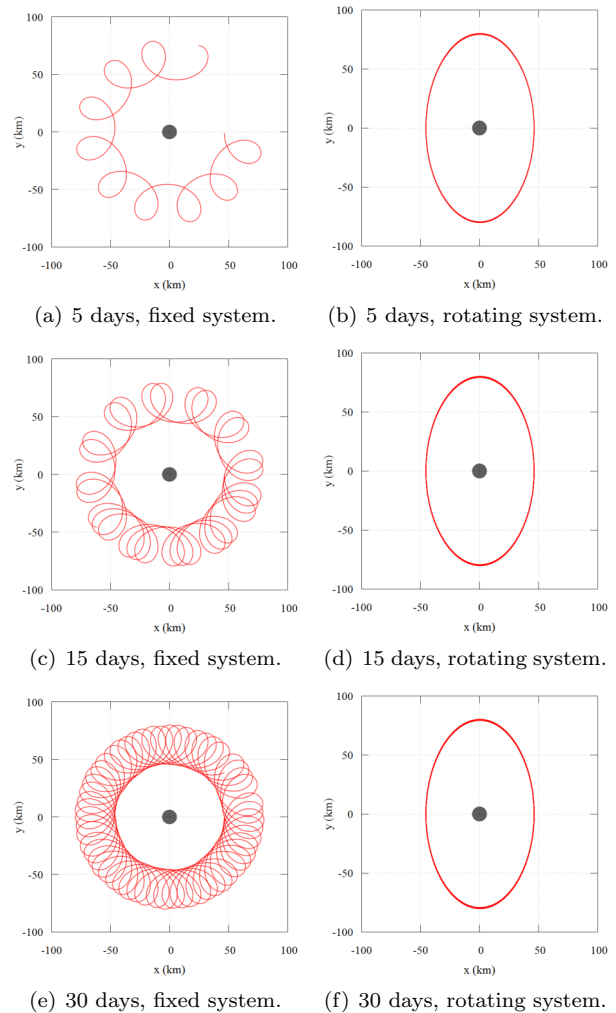 100
50
0
-50
-100
-100 -50 0 50 100
y (km)
x (km)
100
50
0
-50
-100
-100 -50 0 50 100
y (km)
x (km)
(a) 5 days, fixed system.
(b) 5 days, rotating system.
100
50
0
-50
-100
-100 -50 0 50 100
y (km)
x (km)
100
50
0
-50
-100
-100 -50 0 50 100
y (km)
x (km)
(c) 15 days, fixed system.
(d) 15 days, rotating system.
100
50
0
-50
-100
-100 -50 0 50 100
y (km)
x (km)
100
50
0
-50
-100
-100 -50 0 50 100
y (km)
x (km)
(e) 30 days, fixed system.
(f) 30 days, rotating system.